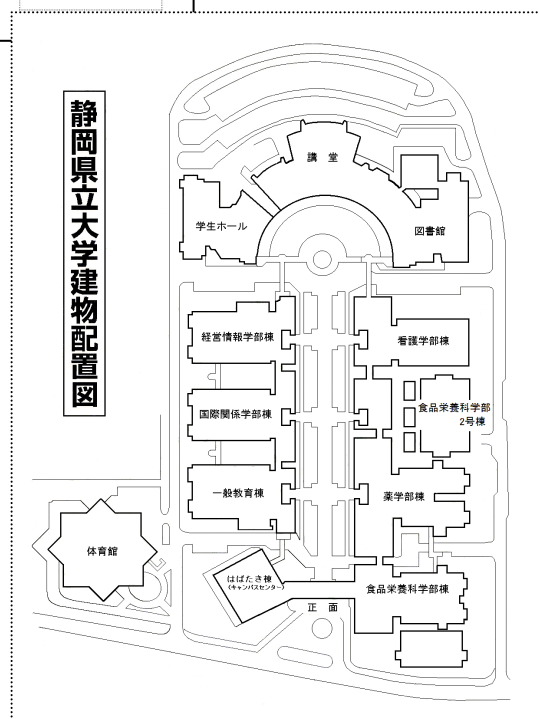 静岡県立大学建物配置図
講堂
学生ホール
図書館
経営情報学部棟
看護学部棟
国際関係学部棟
食品栄養科学部
2号棟
一般教育棟
薬学部棟
体育館
はばたき棟
(キャンパスセンター)
食品栄養科学部棟
正面